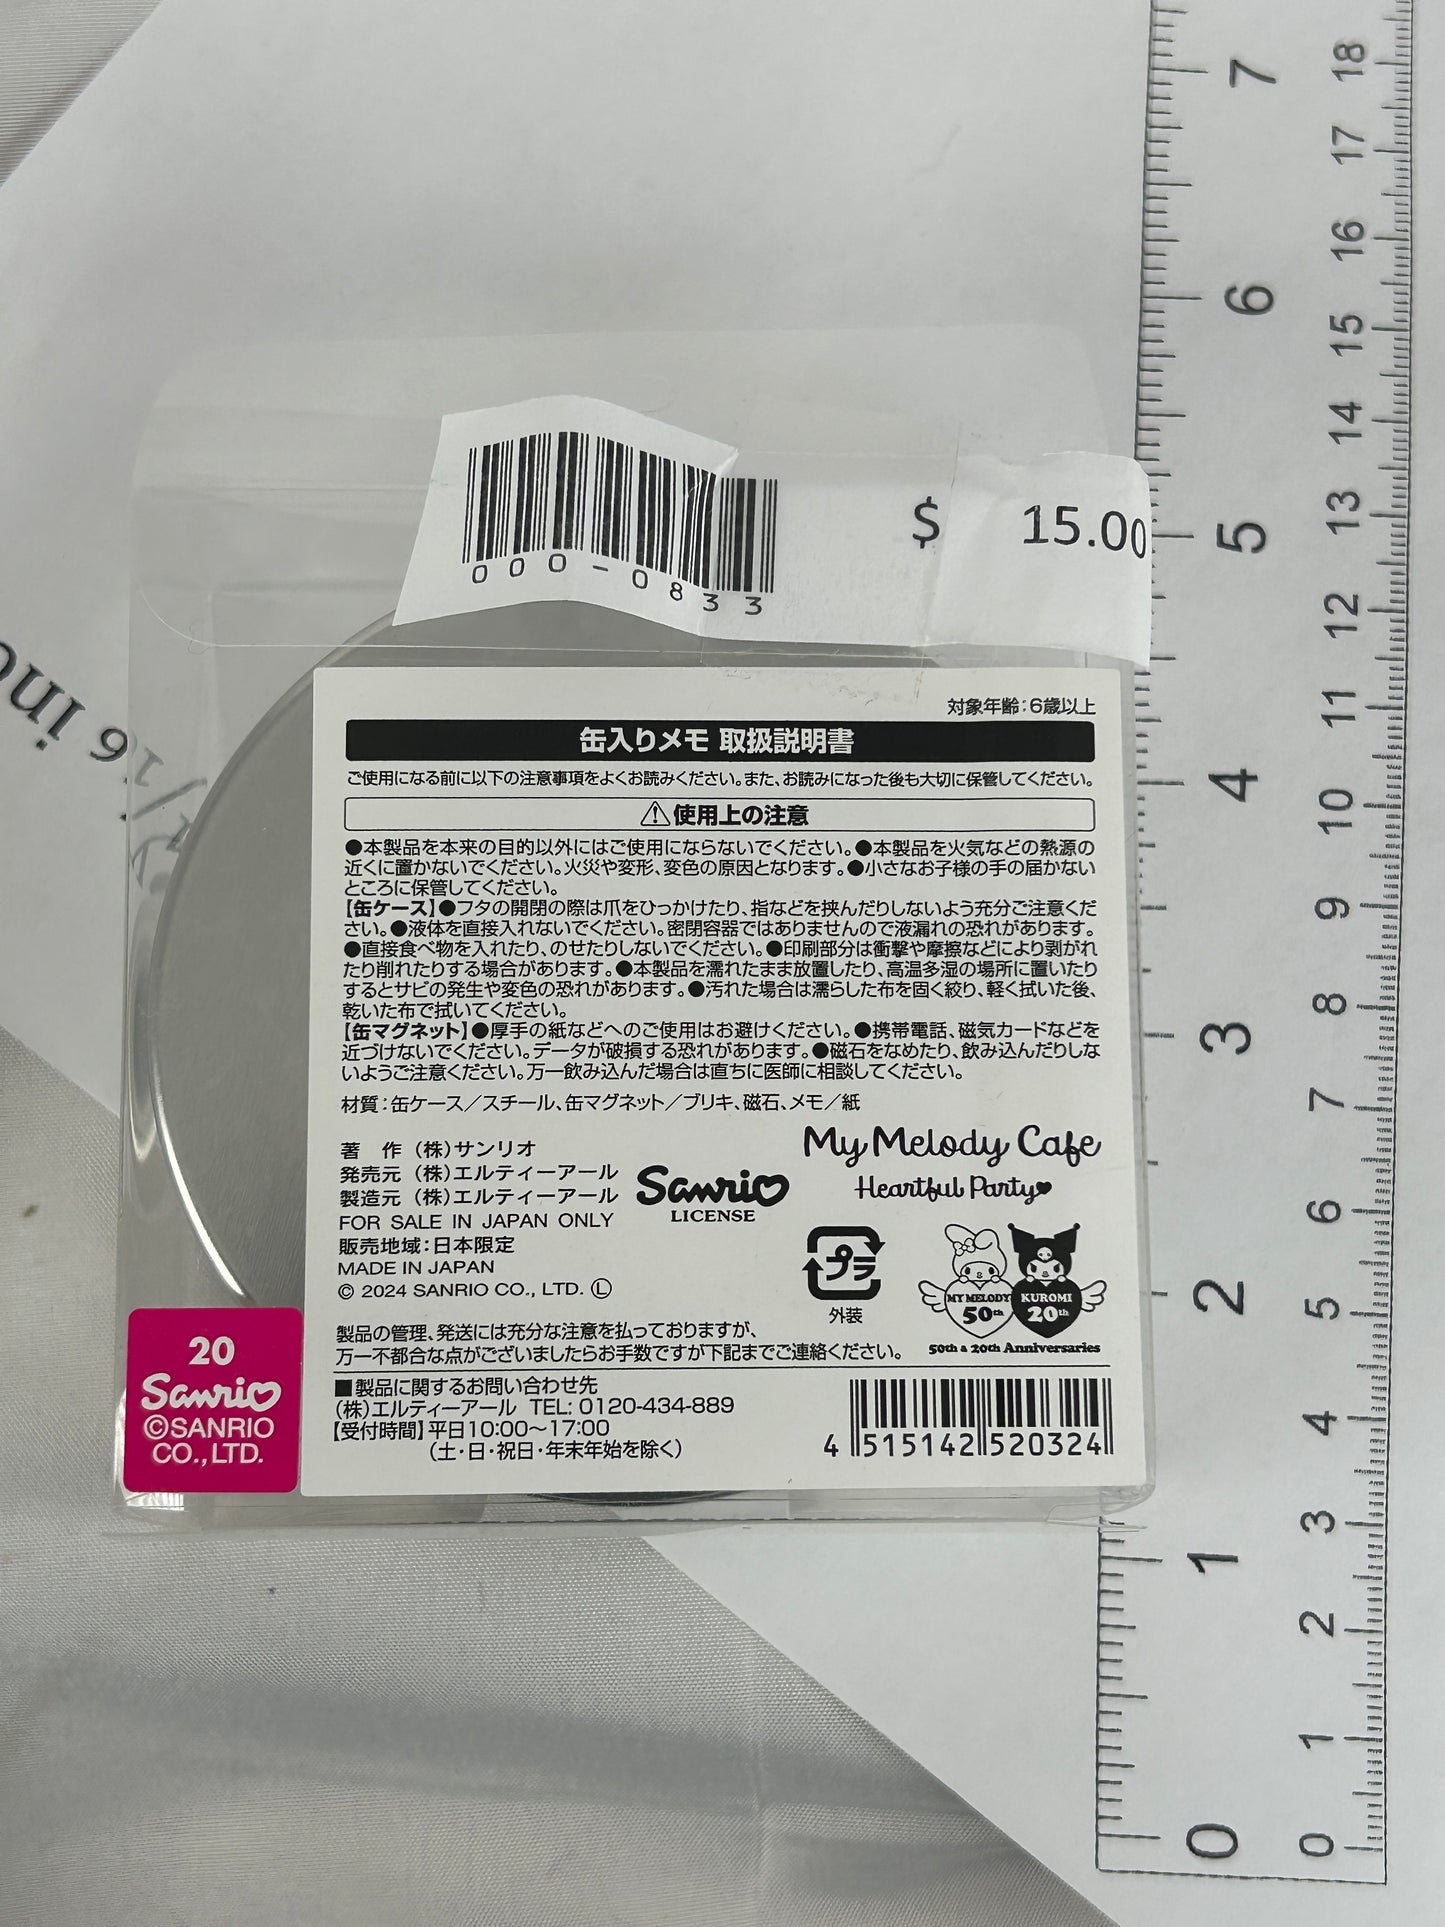 000-0833
$ 15.00
対象年齢:6歳以上
缶入りメモ 取扱説明書
ご使用になる前に以下の注意事項をよくお読みください。また、お読みになった後も大切に保管してください。
⚠使用上の注意
●本製品を本来の目的以外にはご使用にならないでください。●本製品を火気などの熱源の
近くに置かないでください。火災や変形、変色の原因となります。●小さなお子様の手の届かない
ところに保管してください。
【缶ケース】●フタの開閉の際は爪をひっかけたり、指などを挟んだりしないよう充分ご注意くだ
さい。●液体を直接入れないでください。密閉容器ではありませんので液漏れの恐れがあります。
●直接食べ物を入れたり、のせたりしないでください。●印刷部分は衝撃や摩擦などにより剥がれ
たり削れたりする場合があります。●本製品を濡れたまま放置したり、高温多湿の場所に置いたり
するとサビの発生や変色の恐れがあります。●汚れた場合は濡らした布を固く絞り、軽く拭いた後、
乾いた布で拭いてください。
【缶マグネット】●厚手の紙などへのご使用はお避けください。●携帯電話、磁気カードなどを
近づけないでください。データが破損する恐れがあります。●磁石をなめたり、飲み込んだりしな
いようご注意ください。万一飲み込んだ場合は直ちに医師に相談してください。
材質:缶ケース/スチール、缶マグネット/ブリキ、磁石、メモ/紙
著 作 (株)サンリオ
発売元 (株)エルティーアール
製造元 (株)エルティーアール
FOR SALE IN JAPAN ONLY
販売地域:日本限定
MADE IN JAPAN
© 2024 SANRIO CO., LTD. Ⓛ
Sanrio
LICENSE
My Melody Cafe
Heartful Party♥
プラ
外装
MY MELODY
50th
KUROMI
20th
50th & 20th Anniversaries
製品の管理、発送には充分な注意を払っておりますが、
万一不都合な点がございましたらお手数ですが下記までご連絡ください。
■製品に関するお問い合わせ先
(株)エルティーアール TEL: 0120-434-889
【受付時間】平日10:00〜17:00
(土・日・祝日・年末年始を除く)
4 515142 520324
20
Sanrio
©SANRIO
CO.,LTD.
7
6
5
4
3
2
1
0
18
17
16
15
14
13
12
11
10
9
8
7
6
5
4
3
2
1
0